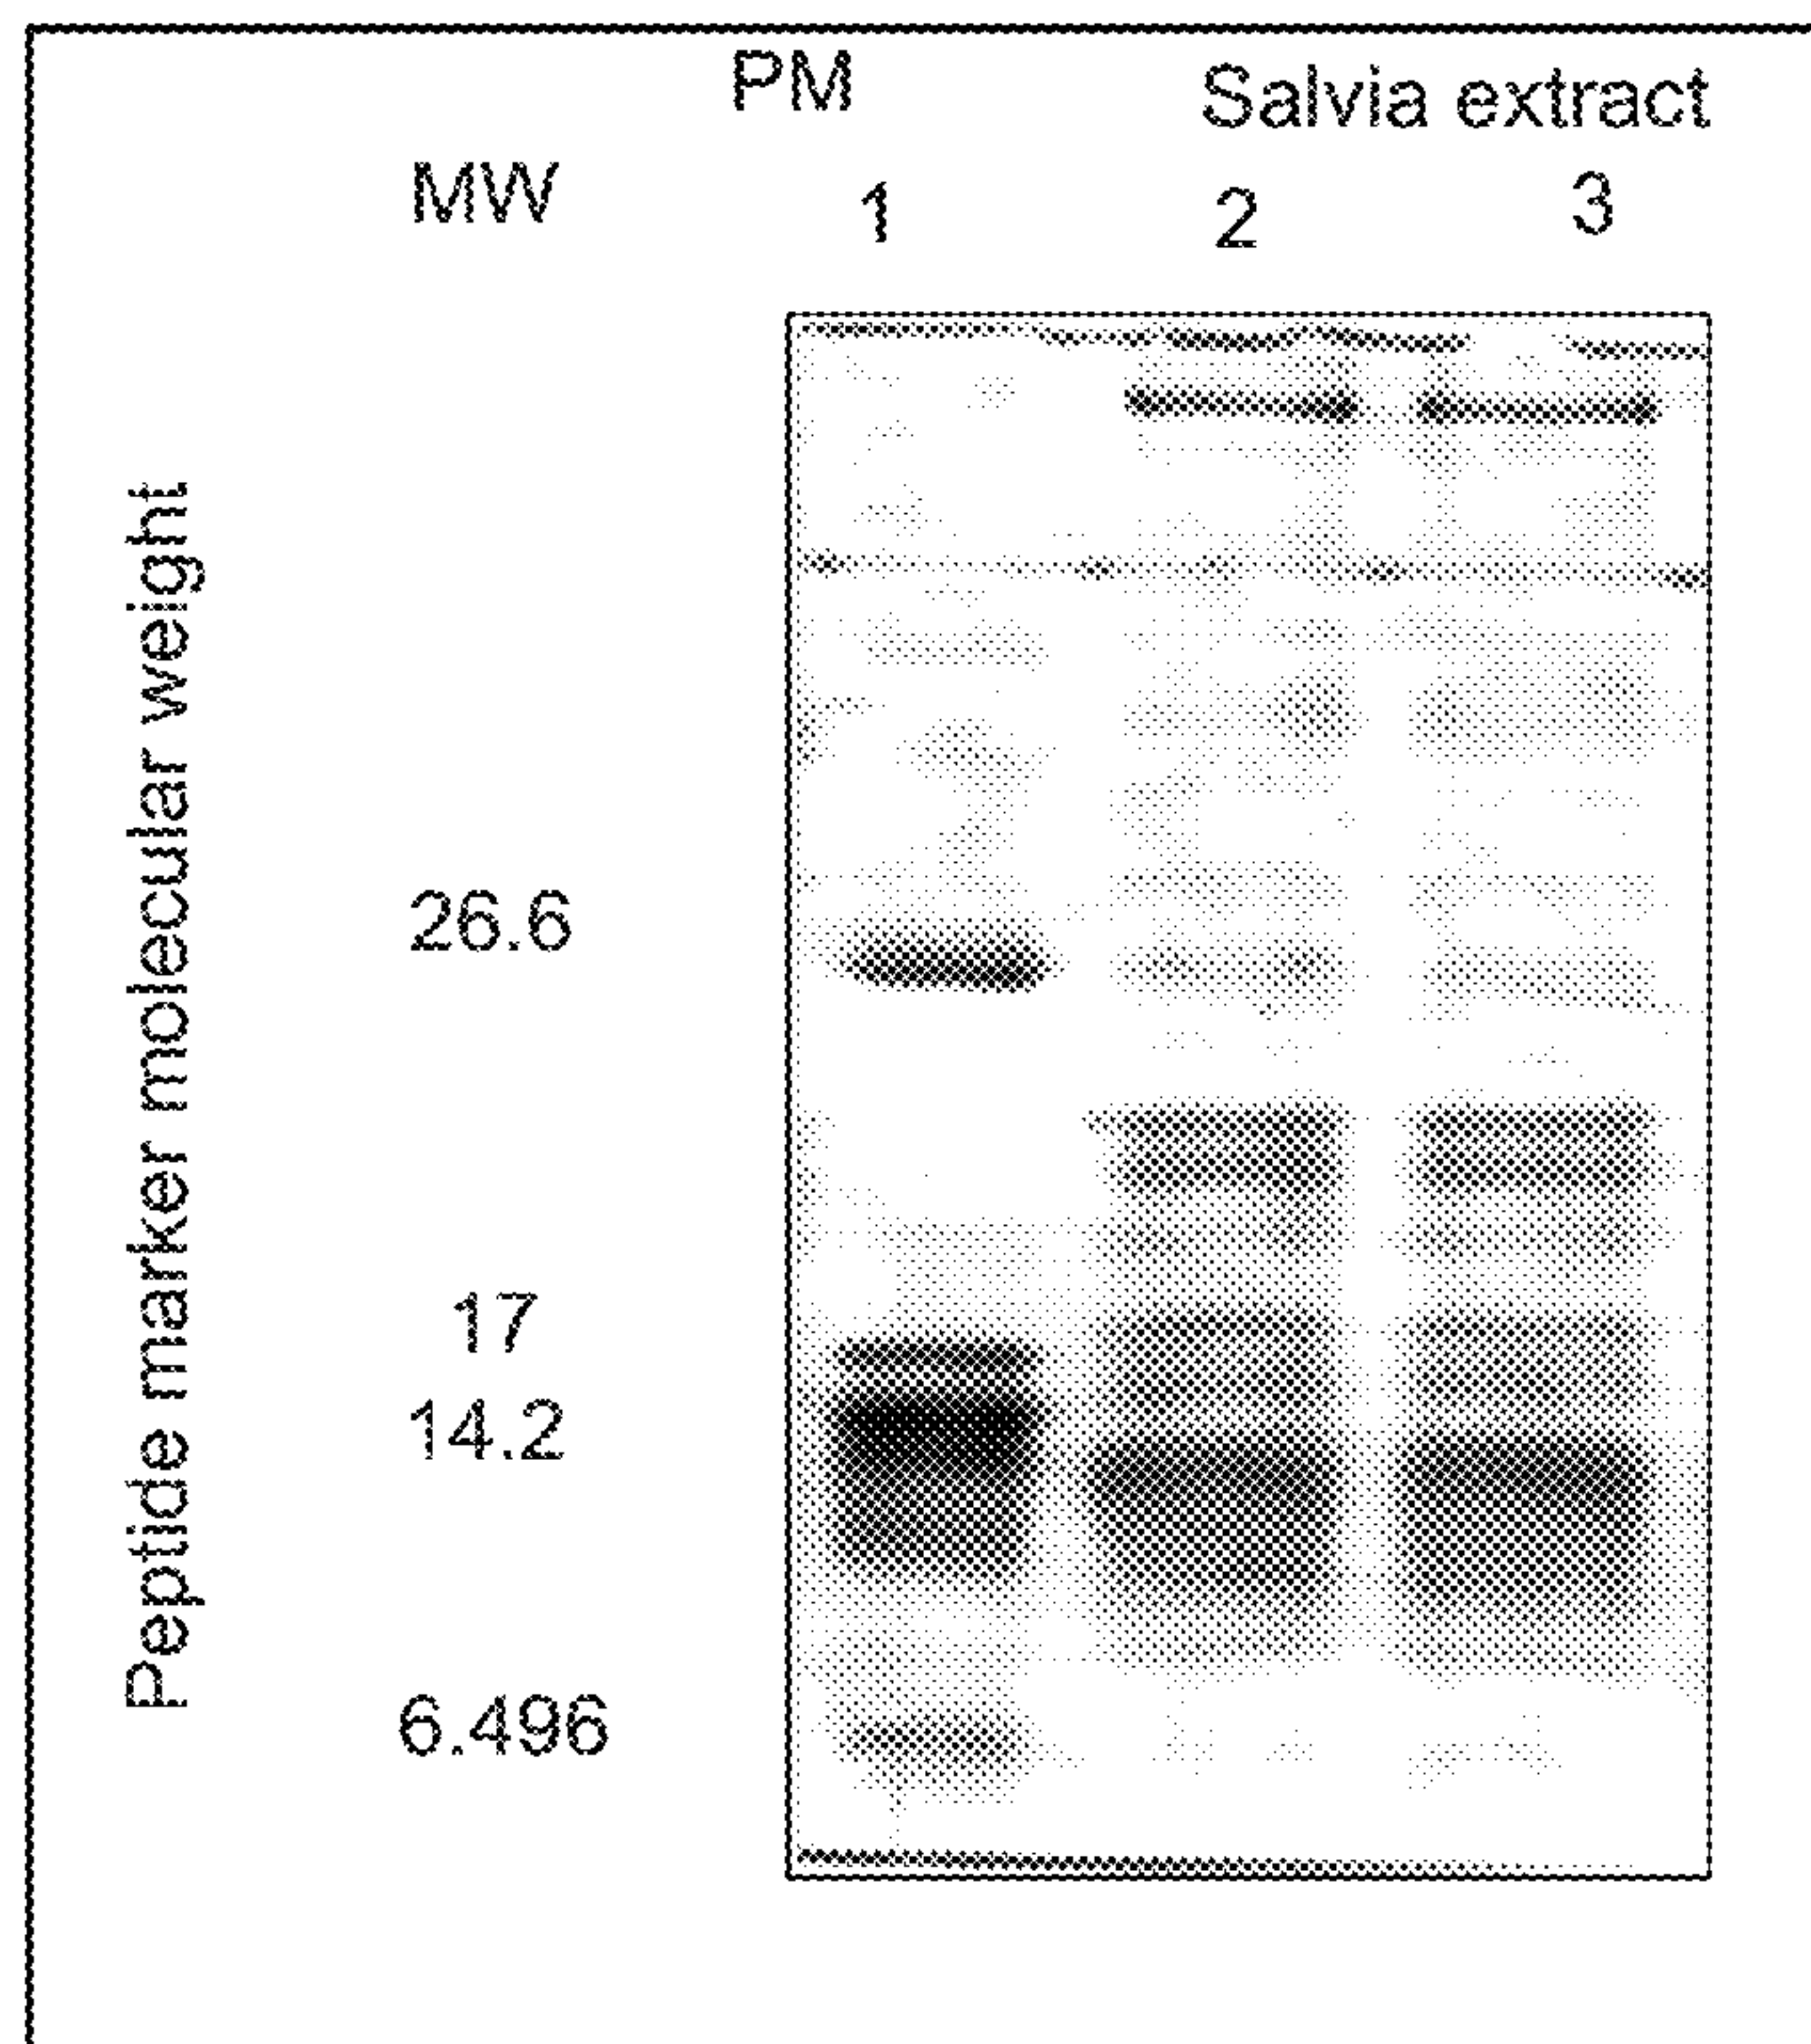 PM
Salvia extract
MW
1
2
3
Peptide marker molecular weight
26.6
17
14.2
6.496